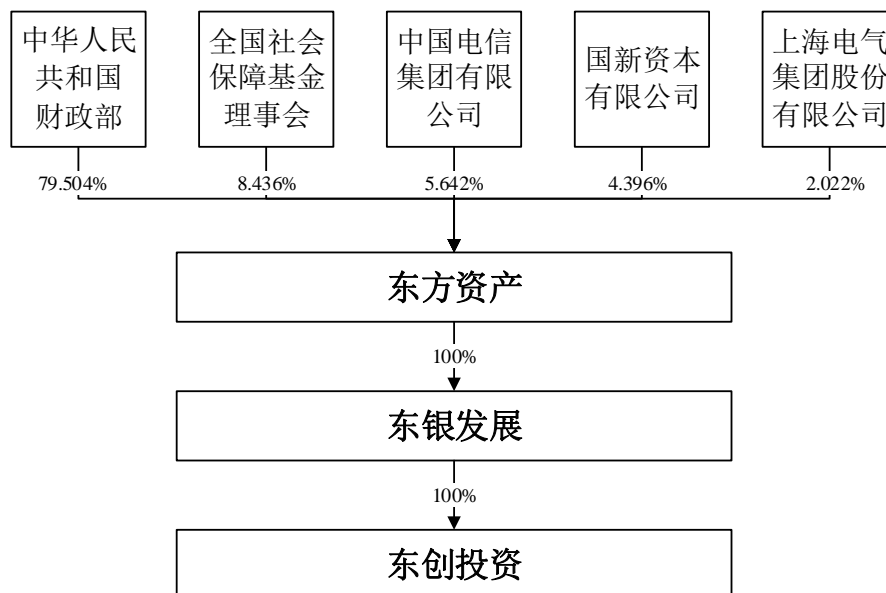 中华人民
共和国
财政部
全国社会
保障基金
理事会
中国电信
集团有限
公司
国新资本
有限公司
上海电气
集团股份
有限公司
79.504%
8.436%
5.642%
4.396%
2.022%
东方资产
100%
东银发展
100%
东创投资